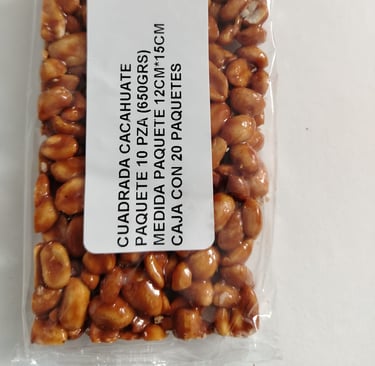 CUADRADA CACAHUATE
PAQUETE 10 PZA (650GRS)
MEDIDA PAQUETE 12CM*15CM
CAJA CON 20 PAQUETES